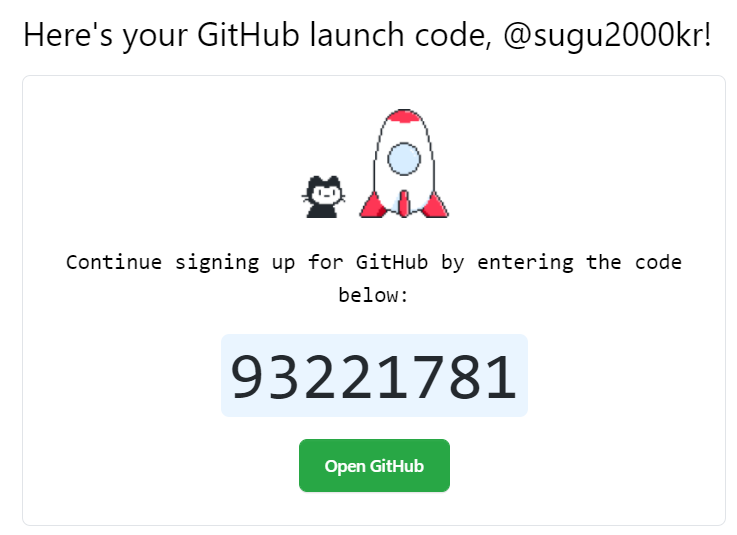 Here's your GitHub launch code, @sugu2000kr!
Continue signing up for GitHub by entering the code
below:
93221781
Open GitHub